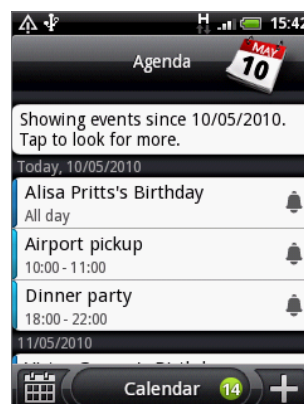 H 15:42
Agenda
MAY
10
Showing events since 10/05/2010.
Tap to look for more.
Today, 10/05/2010
Alisa Pritts's Birthday
All day
Airport pickup
10:00 - 11:00
Dinner party
18:00 - 22:00
11/05/2010
Calendar 14